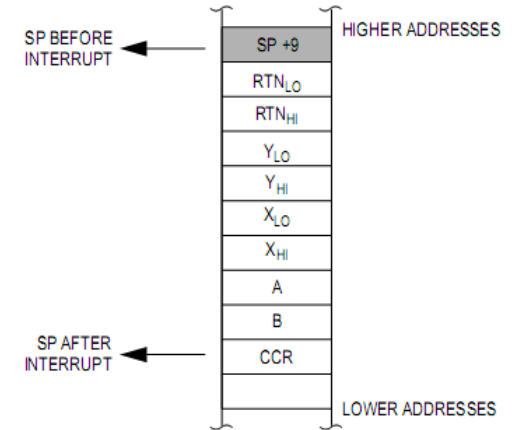 HIGHER ADDRESSES
SP BEFORE
INTERRUPT
SP +9
RTNLO
RTNHI
YLO
YHI
XLO
XHI
A
B
SP AFTER
INTERRUPT
CCR
LOWER ADDRESSES